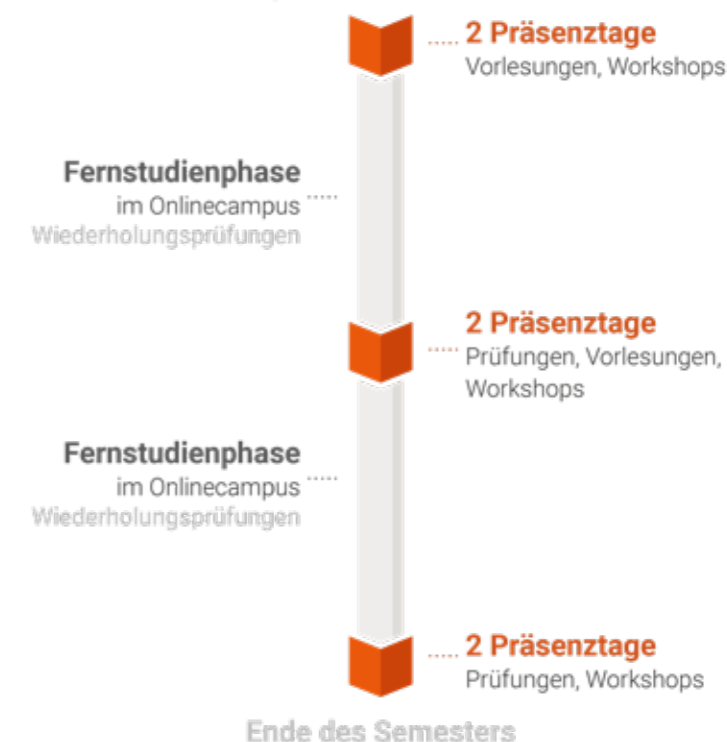 2 Präsenztage
Vorlesungen, Workshops
Fernstudienphase
im Onlinecampus
Wiederholungsprüfungen
2 Präsenztage
Prüfungen, Vorlesungen,
Workshops
Fernstudienphase
im Onlinecampus
Wiederholungsprüfungen
2 Präsenztage
Prüfungen, Workshops
Ende des Semesters